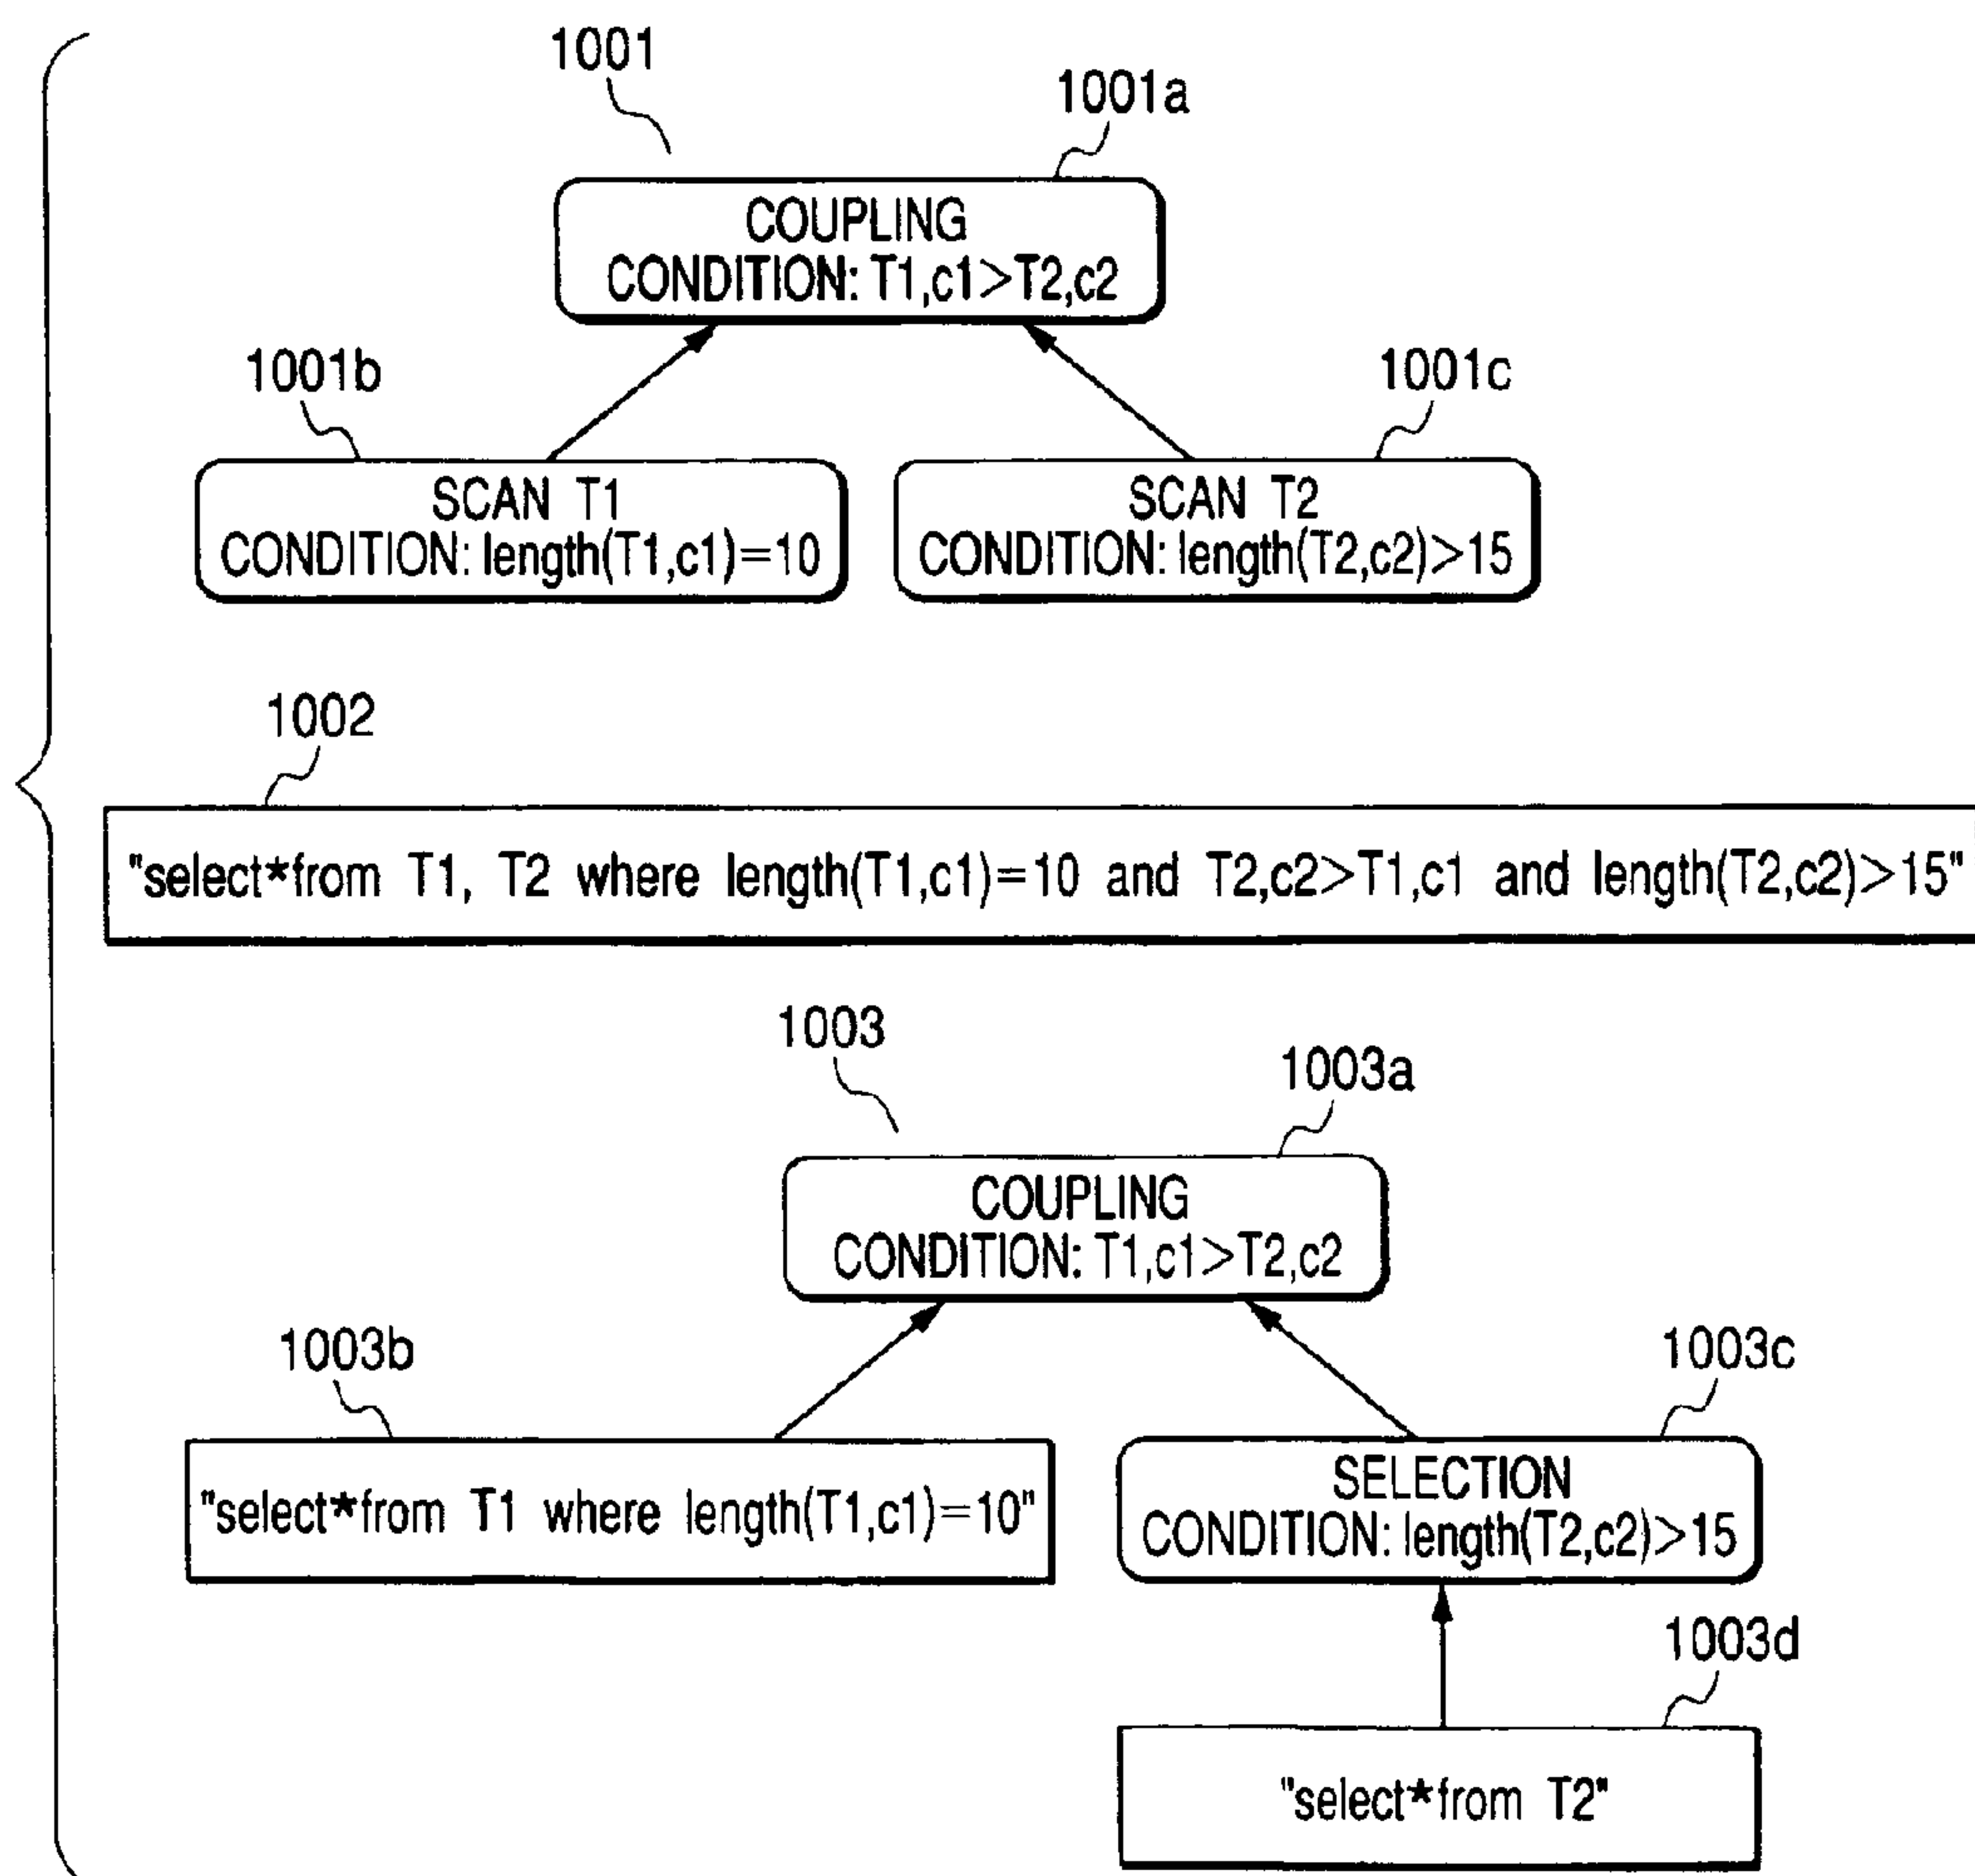 1001
1001a
COUPLING
CONDITION: T1,c1>T2,c2
1001b
1001c
SCAN T1
CONDITION: length(T1,c1)=10
SCAN T2
CONDITION: length(T2,c2)>15
1002
"select*from T1, T2 where length(T1,c1)=10 and T2,c2>T1,c1 and length(T2,c2)>15"
1003
1003a
COUPLING
CONDITION: T1,c1>T2,c2
1003b
1003c
"select*from T1 where length(T1,c1)=10"
SELECTION
CONDITION: length(T2,c2)>15
1003d
"select*from T2"